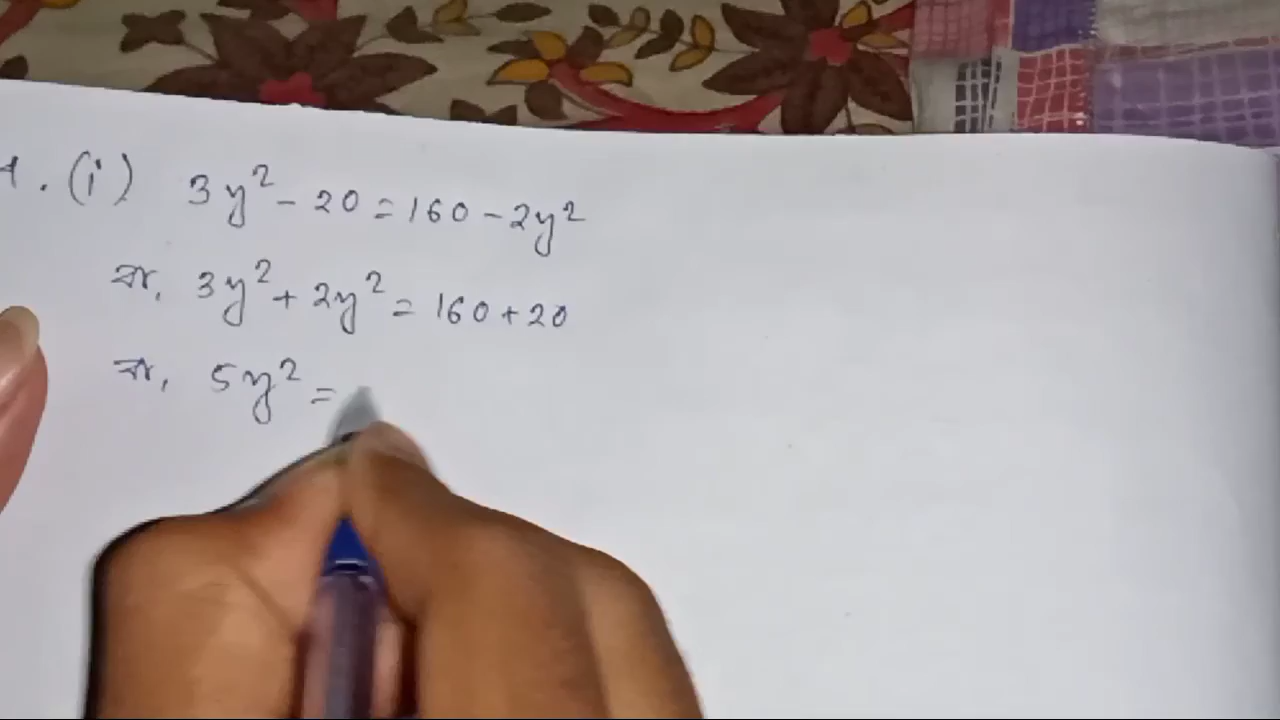 1. (i) 3y² - 20 = 160 - 2y²
বা, 3y² + 2y² = 160 + 20
বা, 5y² =